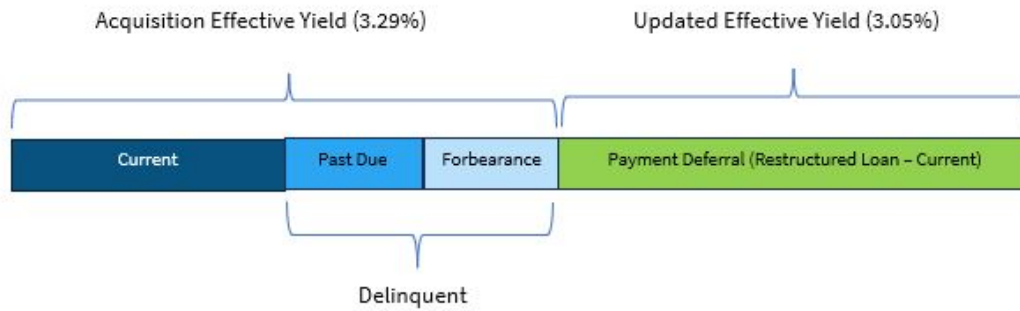 Acquisition Effective Yield (3.29%)
Updated Effective Yield (3.05%)
Current
Past Due
Forbearance
Payment Deferral (Restructured Loan – Current)
Delinquent